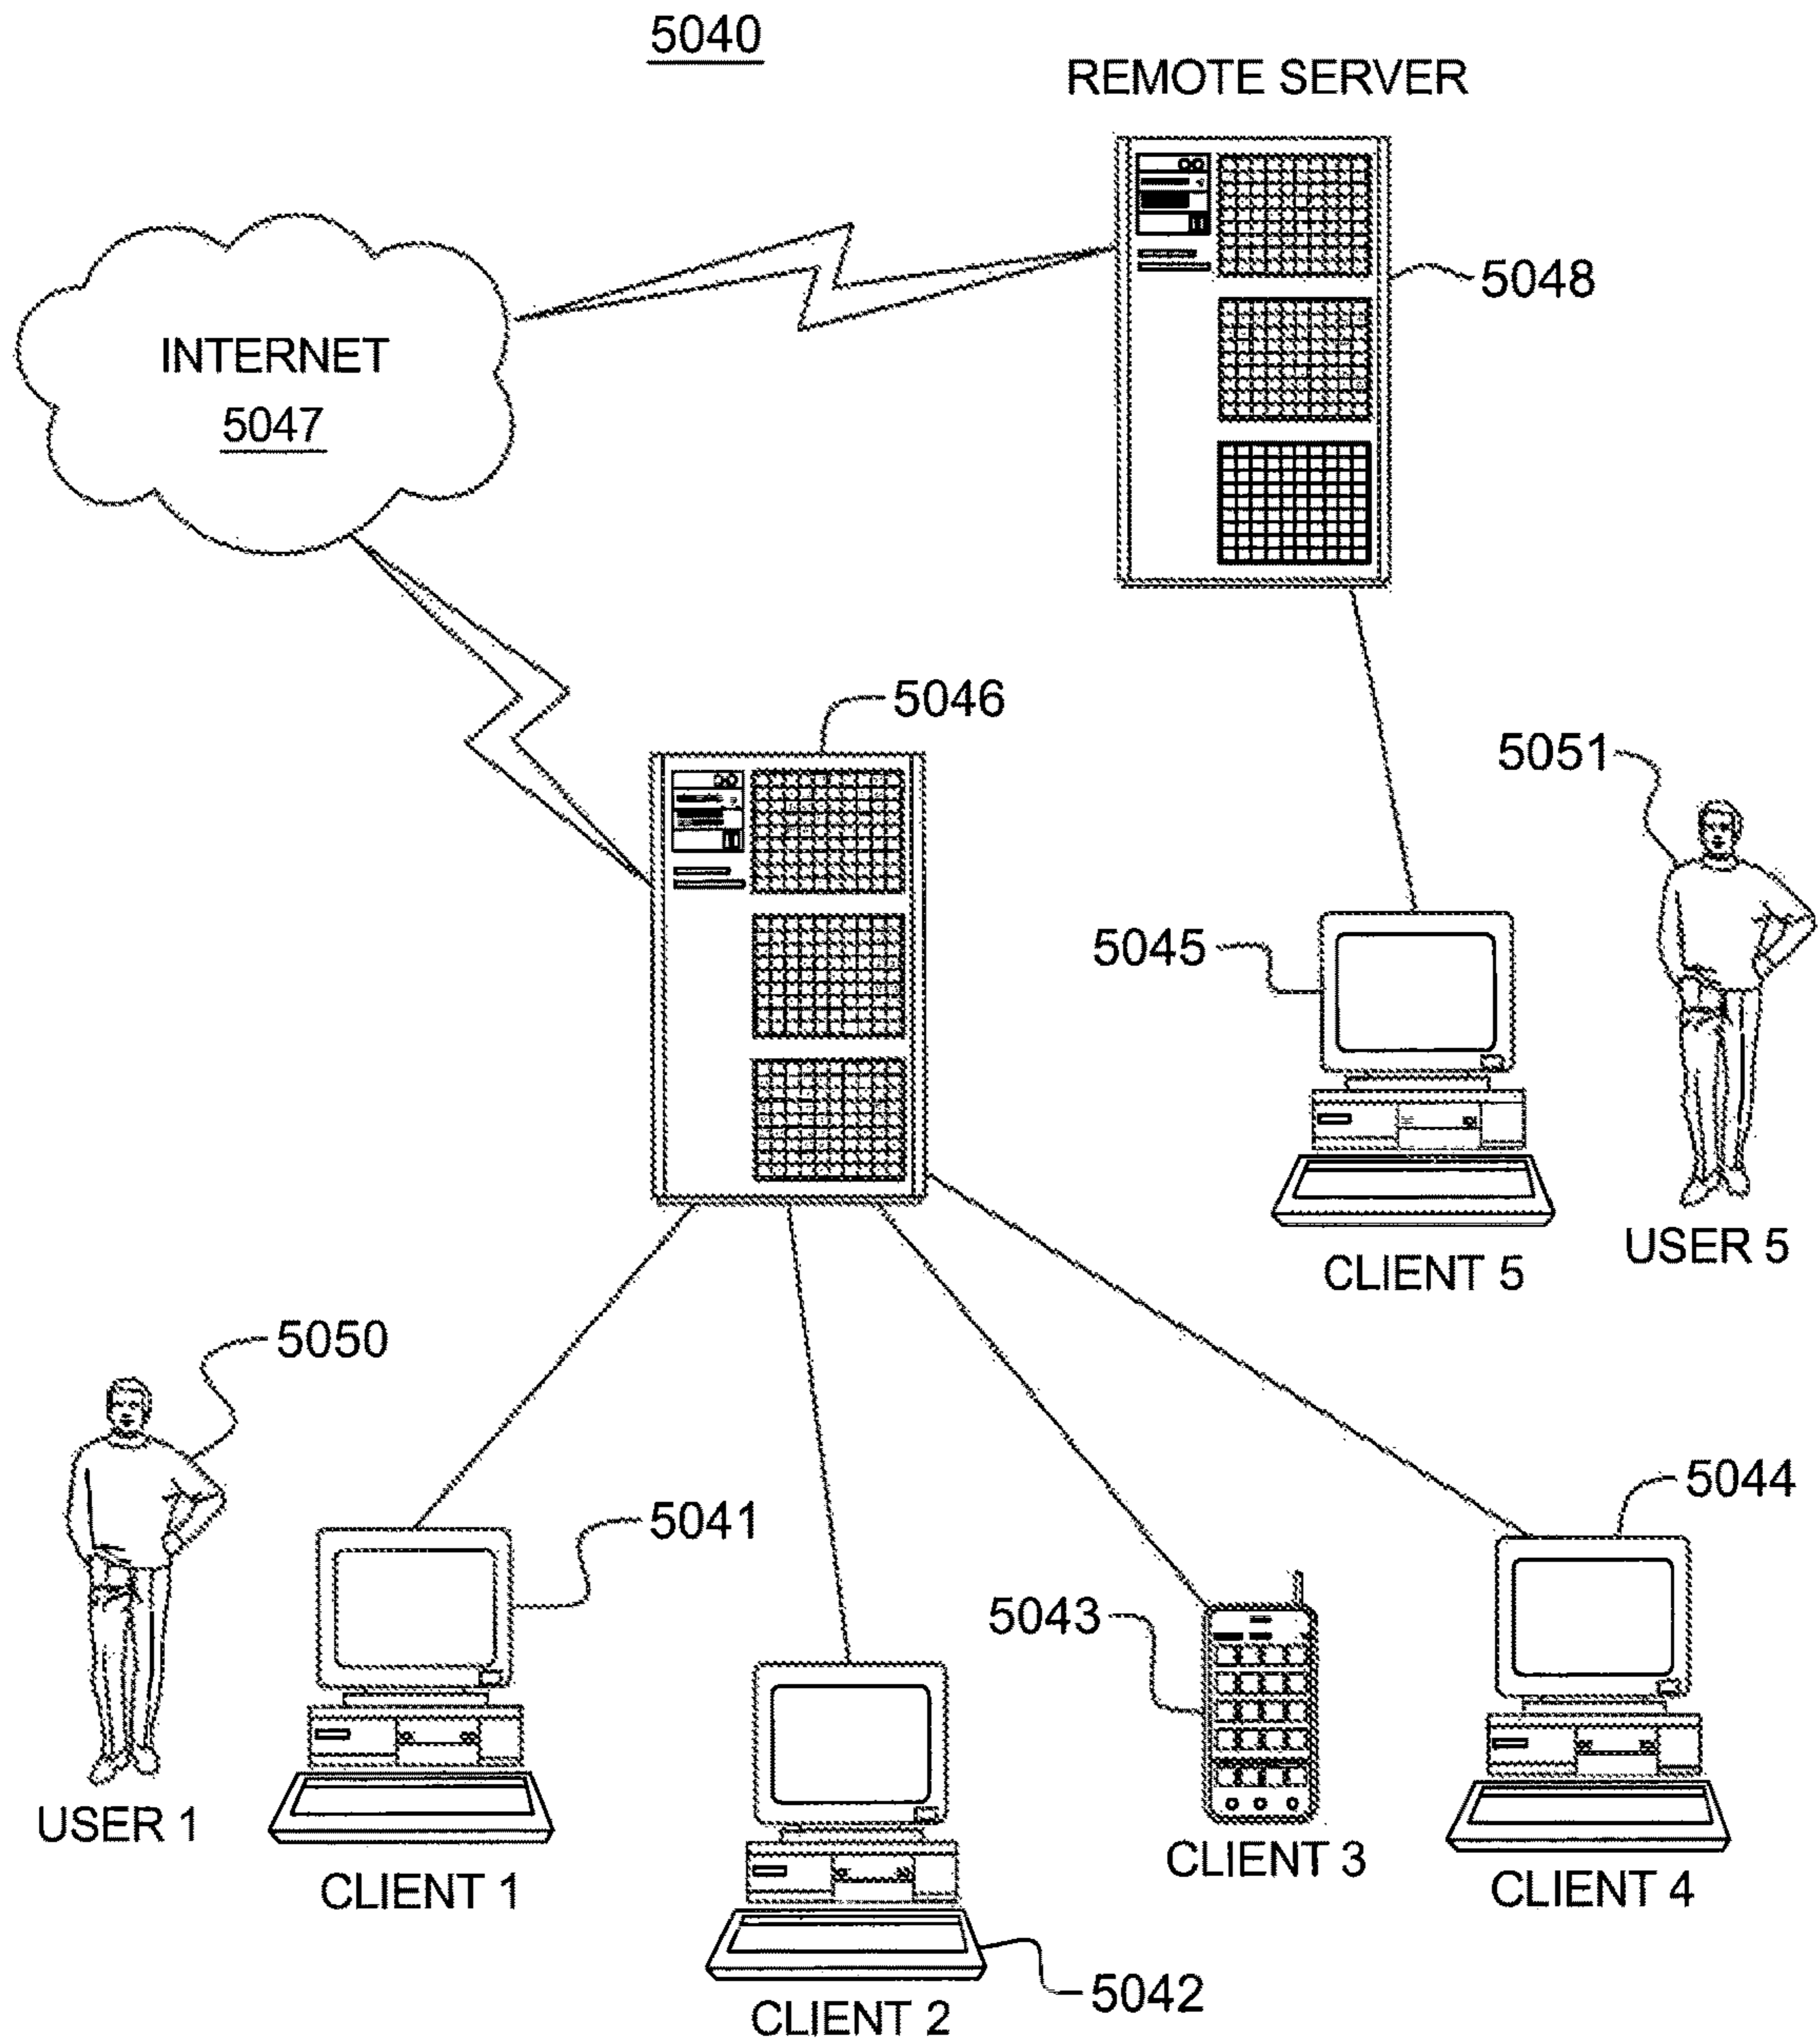 5040
REMOTE SERVER
5048
INTERNET
5047
5046
5051
5045
USER 5
CLIENT 5
5050
5044
5041
5043
USER 1
CLIENT 3
CLIENT 1
CLIENT 4
5042
CLIENT 2